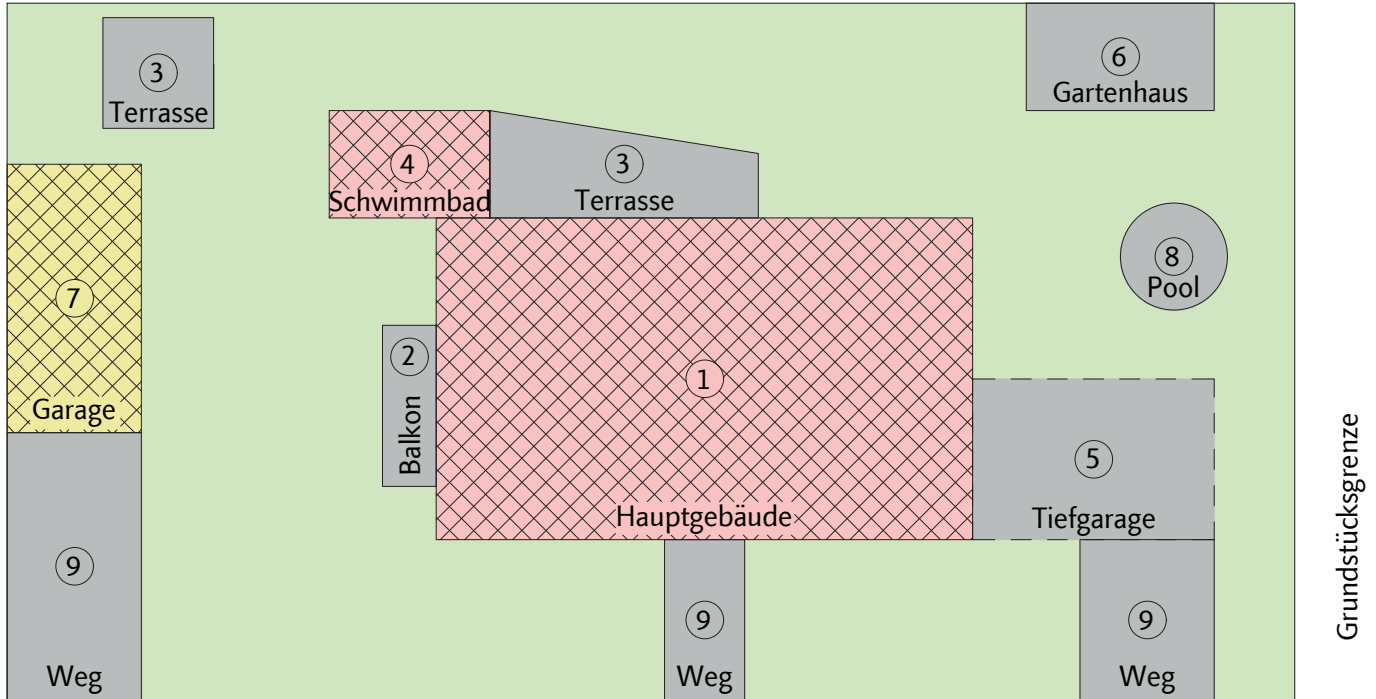 3
Terrasse
6
Gartenhaus
4
Schwimmbad
3
Terrasse
8
Pool
7
Garage
2
Balkon
1
Hauptgebäude
5
Tiefgarage
Grundstücksgrenze
9
Weg
9
Weg
9
Weg